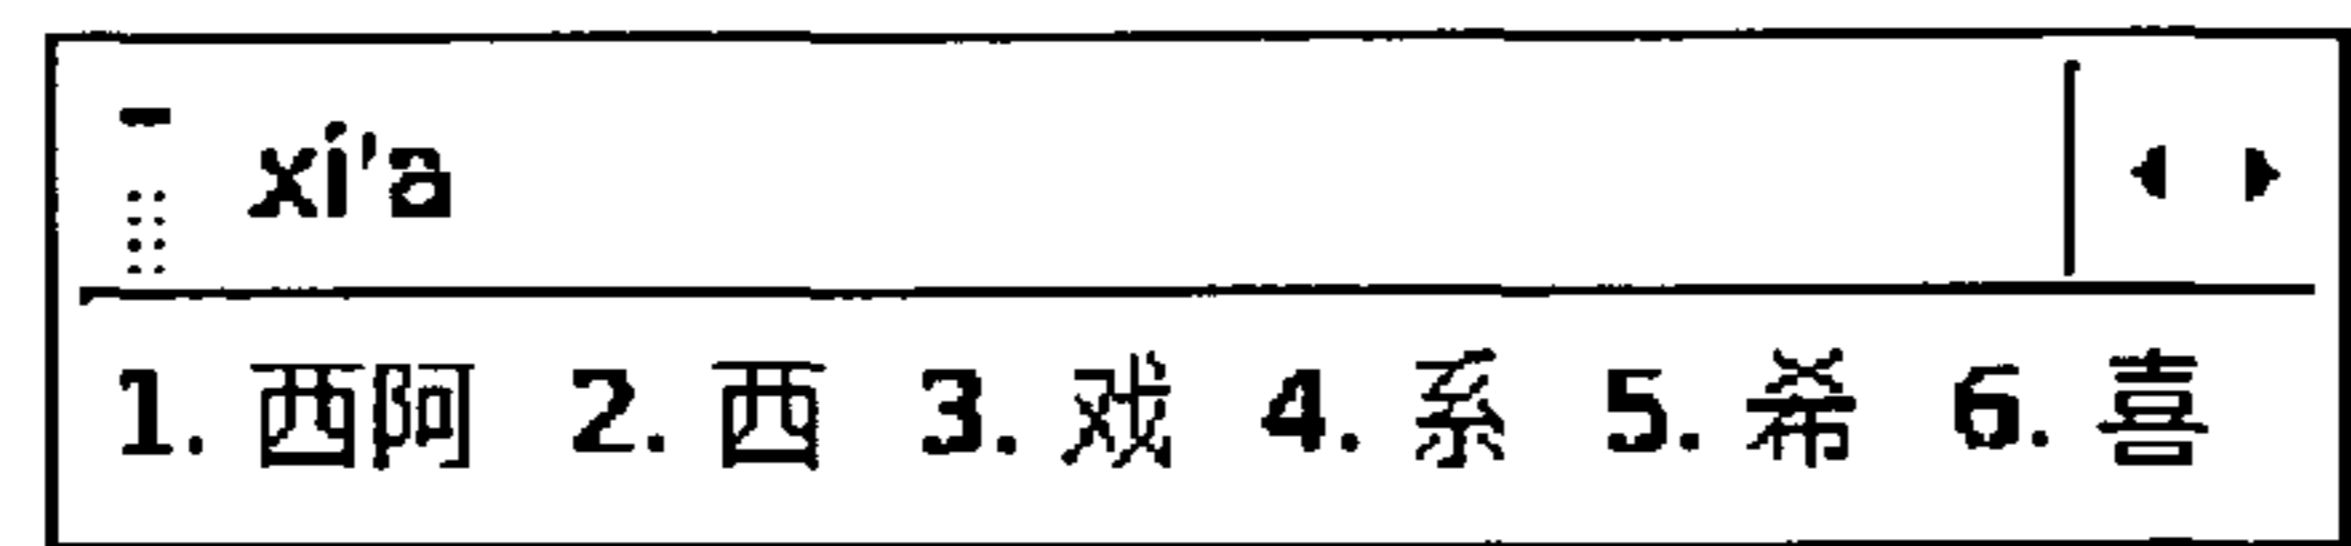 xi'a
1. 西阿 2. 西 3. 戏 4. 系 5. 希 6. 喜